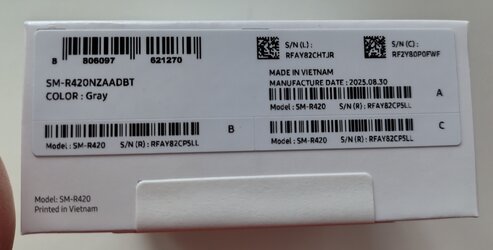 8 806097 621270
S/N (L) :
RFAY82CHTJR
S/N (C) :
RF2Y80P0FWF
SM-R420NZAADBT
COLOR : Gray
MADE IN VIETNAM
MANUFACTURE DATE : 2025.08.30
A
Model : SM-R420 S/N (R) : RFAY82CP5LL
B
Model : SM-R420 S/N (R) : RFAY82CP5LL
C
Model : SM-R420 S/N (R) : RFAY82CP5LL
Model: SM-R420
Printed in Vietnam